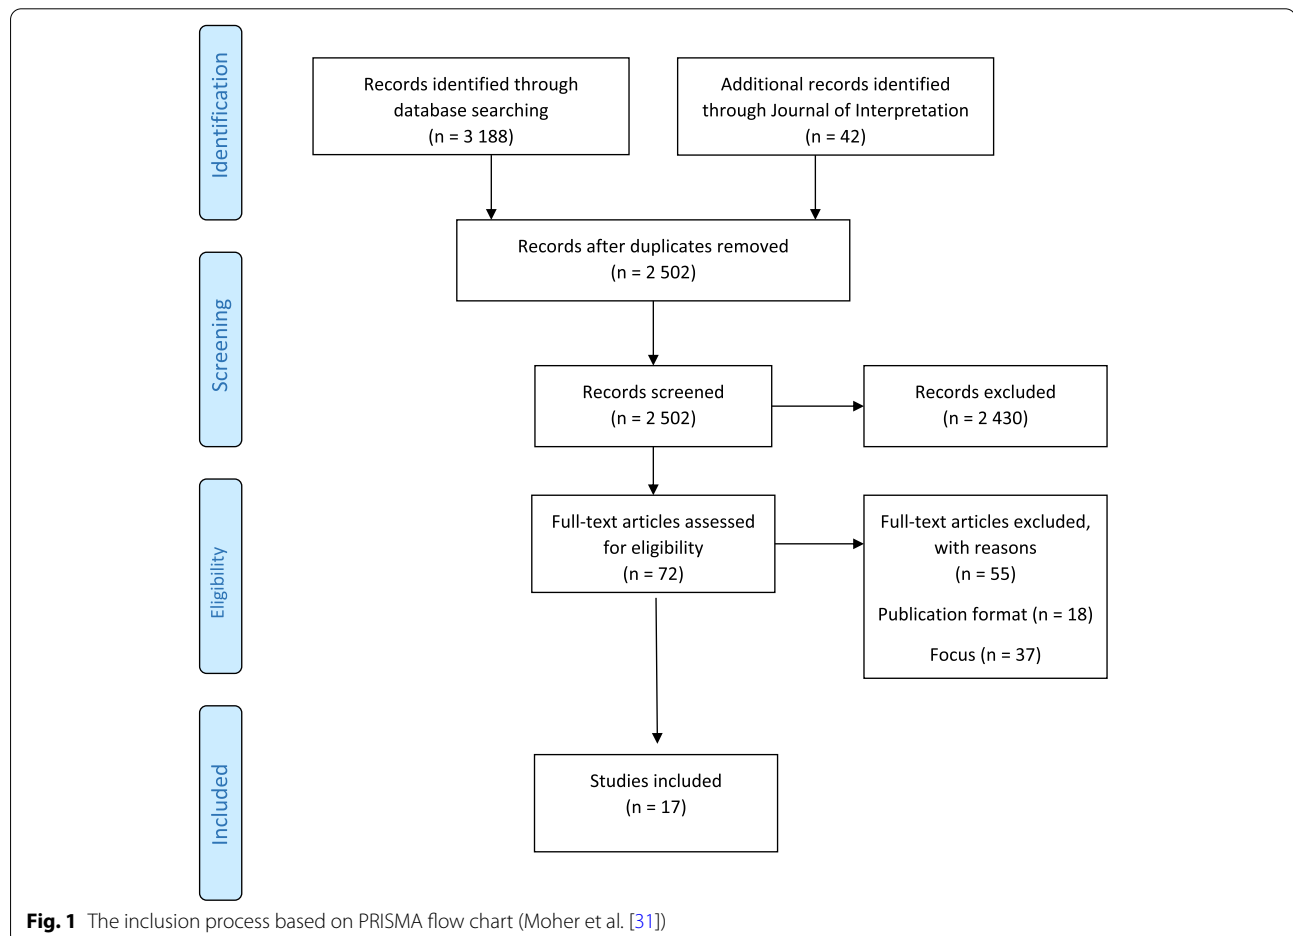 Identification
Records identified through
database searching
(n = 3 188)
Additional records identified
through Journal of Interpretation
(n = 42)
Records after duplicates removed
(n = 2 502)
Screening
Records screened
(n = 2 502)
Records excluded
(n = 2 430)
Eligibility
Full-text articles assessed
for eligibility
(n = 72)
Full-text articles excluded,
with reasons
(n = 55)
Publication format (n = 18)
Focus (n = 37)
Included
Studies included
(n = 17)
Fig. 1 The inclusion process based on PRISMA flow chart (Moher et al. [31])